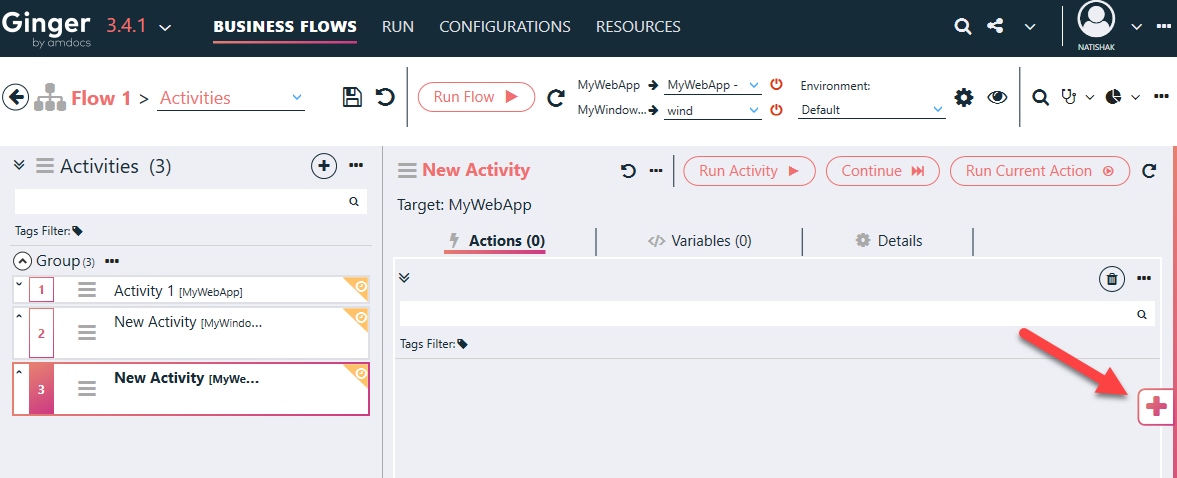 Ginger 3.4.1 BUSINESS FLOWS RUN CONFIGURATIONS RESOURCES
by amdocs
NATISHAK
Flow 1 > Activities
Run Flow
MyWebApp MyWebApp - Environment:
MyWindow... wind Default
Activities (3)
Tags Filter:
Group (3)
1 Activity 1 [MyWebApp]
2 New Activity [MyWindo...
3 New Activity [MyWe...
New Activity Run Activity Continue Run Current Action
Target: MyWebApp
Actions (0) Variables (0) Details
Tags Filter: